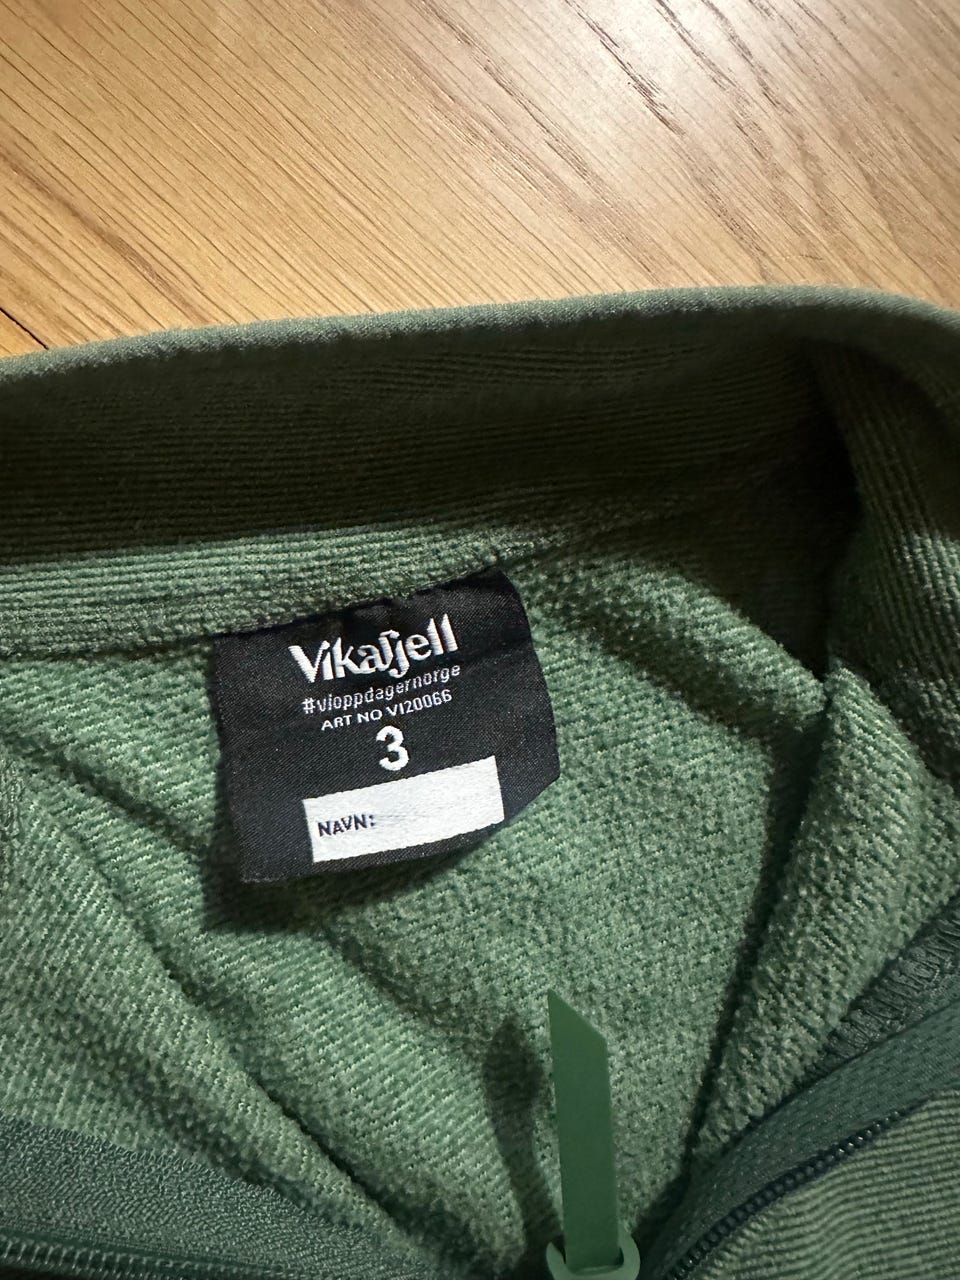 Vikafjell
#vioppdagernorge
ART NO VI20066
3
NAVN: